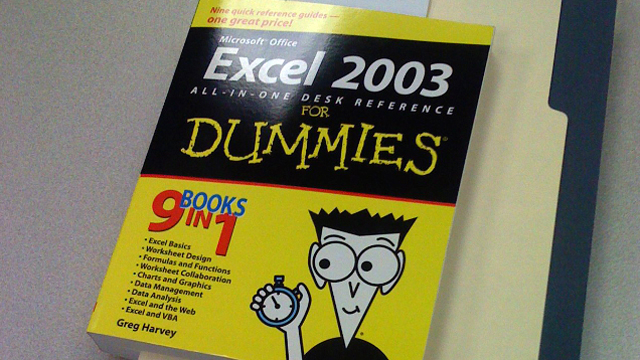 Nine quick reference guides —
one great price!
Microsoft® Office
Excel 2003
ALL-IN-ONE DESK REFERENCE
FOR
DUMMIES®
9 BOOKS
IN 1
• Excel Basics
• Worksheet Design
• Formulas and Functions
• Worksheet Collaboration
• Charts and Graphics
• Data Management
• Data Analysis
• Excel and the Web
• Excel and VBA
Greg Harvey